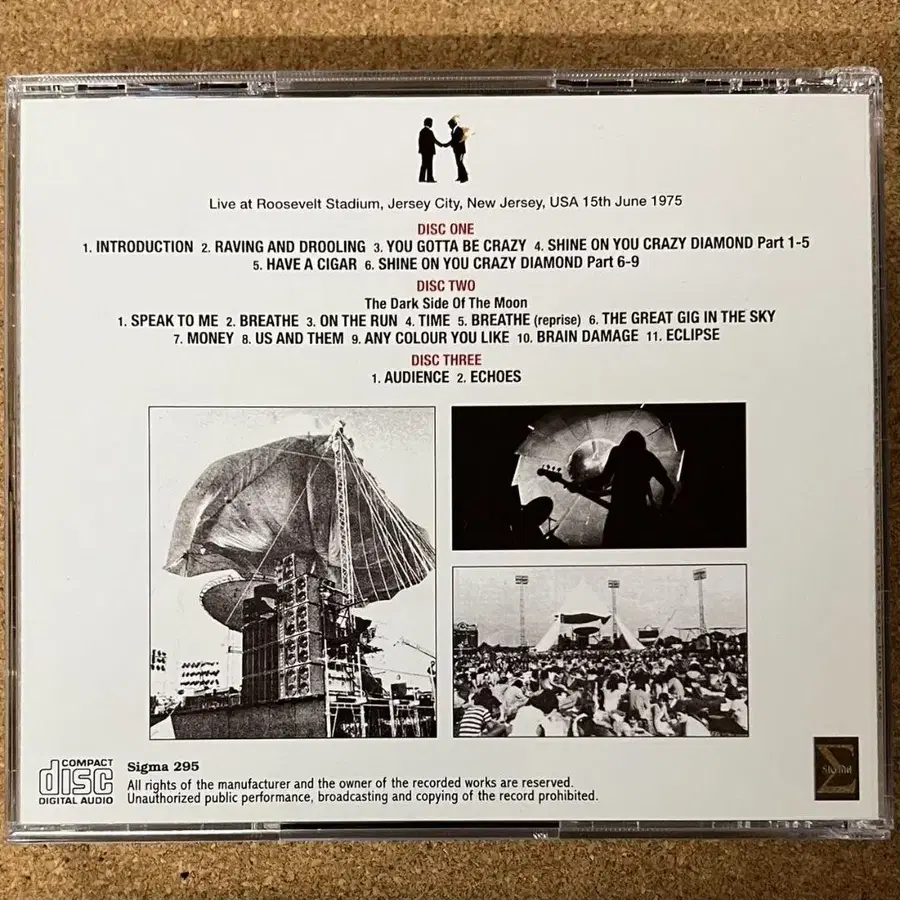 Live at Roosevelt Stadium, Jersey City, New Jersey, USA 15th June 1975
DISC ONE
1. INTRODUCTION 2. RAVING AND DROOLING 3. YOU GOTTA BE CRAZY 4. SHINE ON YOU CRAZY DIAMOND Part 1-5
5. HAVE A CIGAR 6. SHINE ON YOU CRAZY DIAMOND Part 6-9
DISC TWO
The Dark Side Of The Moon
1. SPEAK TO ME 2. BREATHE 3. ON THE RUN 4. TIME 5. BREATHE (reprise) 6. THE GREAT GIG IN THE SKY
7. MONEY 8. US AND THEM 9. ANY COLOUR YOU LIKE 10. BRAIN DAMAGE 11. ECLIPSE
DISC THREE
1. AUDIENCE 2. ECHOES
COMPACT
disc
DIGITAL AUDIO
Sigma 295
All rights of the manufacturer and the owner of the recorded works are reserved.
Unauthorized public performance, broadcasting and copying of the record prohibited.
Σ